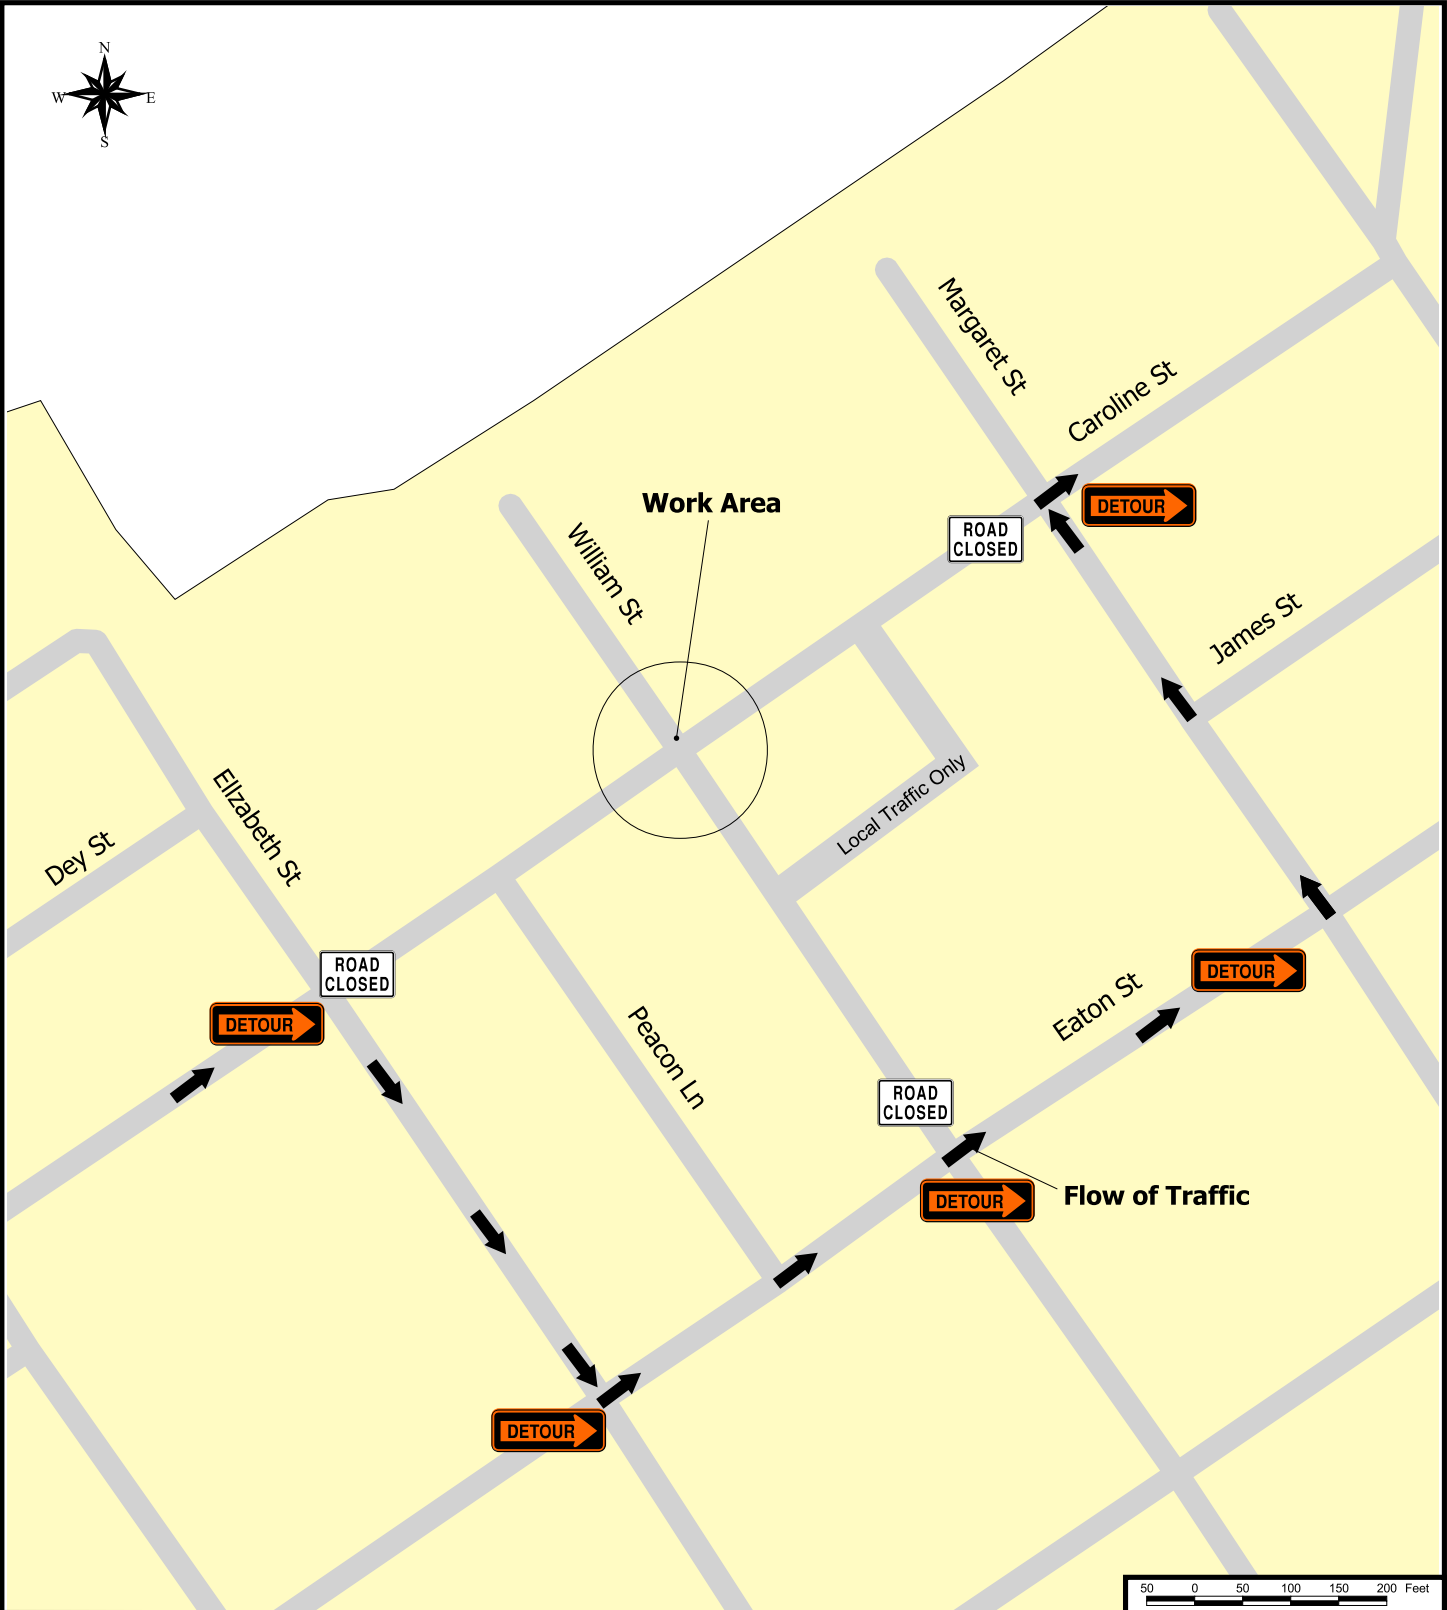 N
W E
S
Margaret St
Caroline St
Work Area
DETOUR
William St
ROAD
CLOSED
James St
Local Traffic Only
Elizabeth St
Dey St
ROAD
CLOSED
DETOUR
DETOUR
Eaton St
Peacon Ln
ROAD
CLOSED
DETOUR
Flow of Traffic
DETOUR
50 0 50 100 150 200 Feet